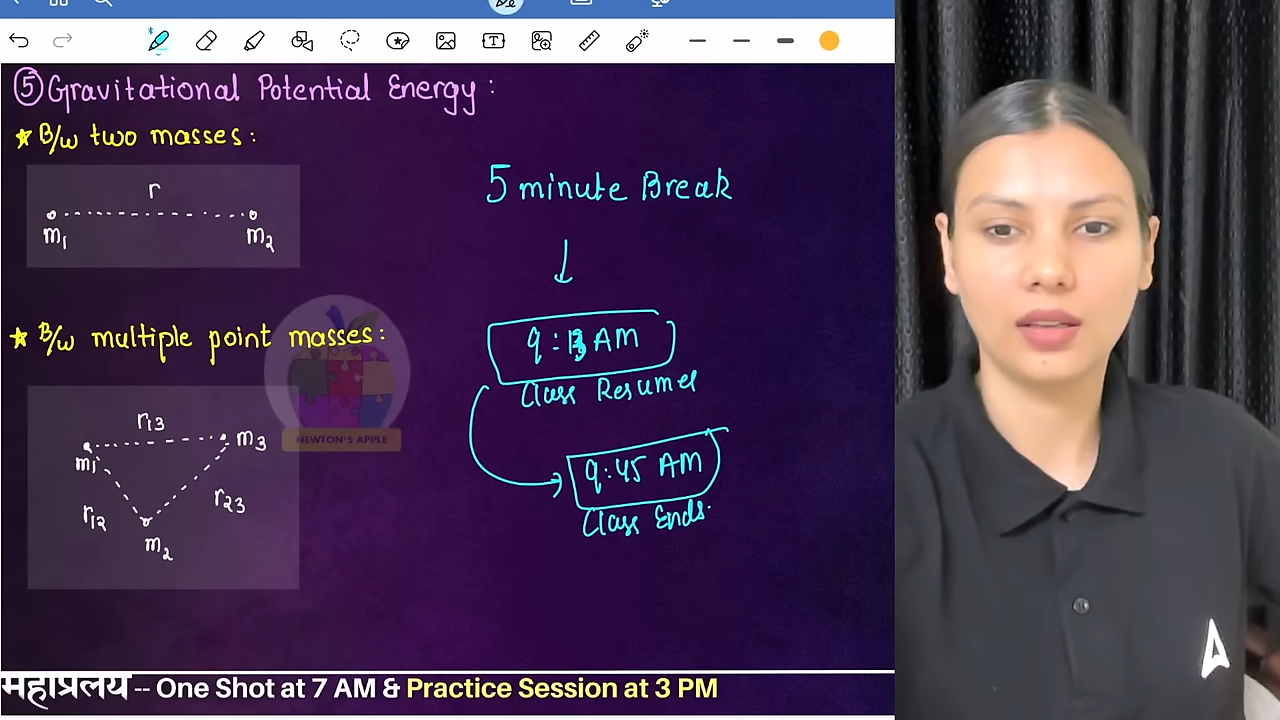 ⑤ Gravitational Potential Energy :
★ B/w two masses :
r
m₁ m₂
5 minute Break
↓
AM
Class Resumes
★ B/w multiple point masses :
NEWTON'S APPLE
r₁₃
m₁ m₃
r₁₂ r₂₃
m₂
9:45 AM
Class Ends.
महाप्रलय -- One Shot at 7 AM & Practice Session at 3 PM